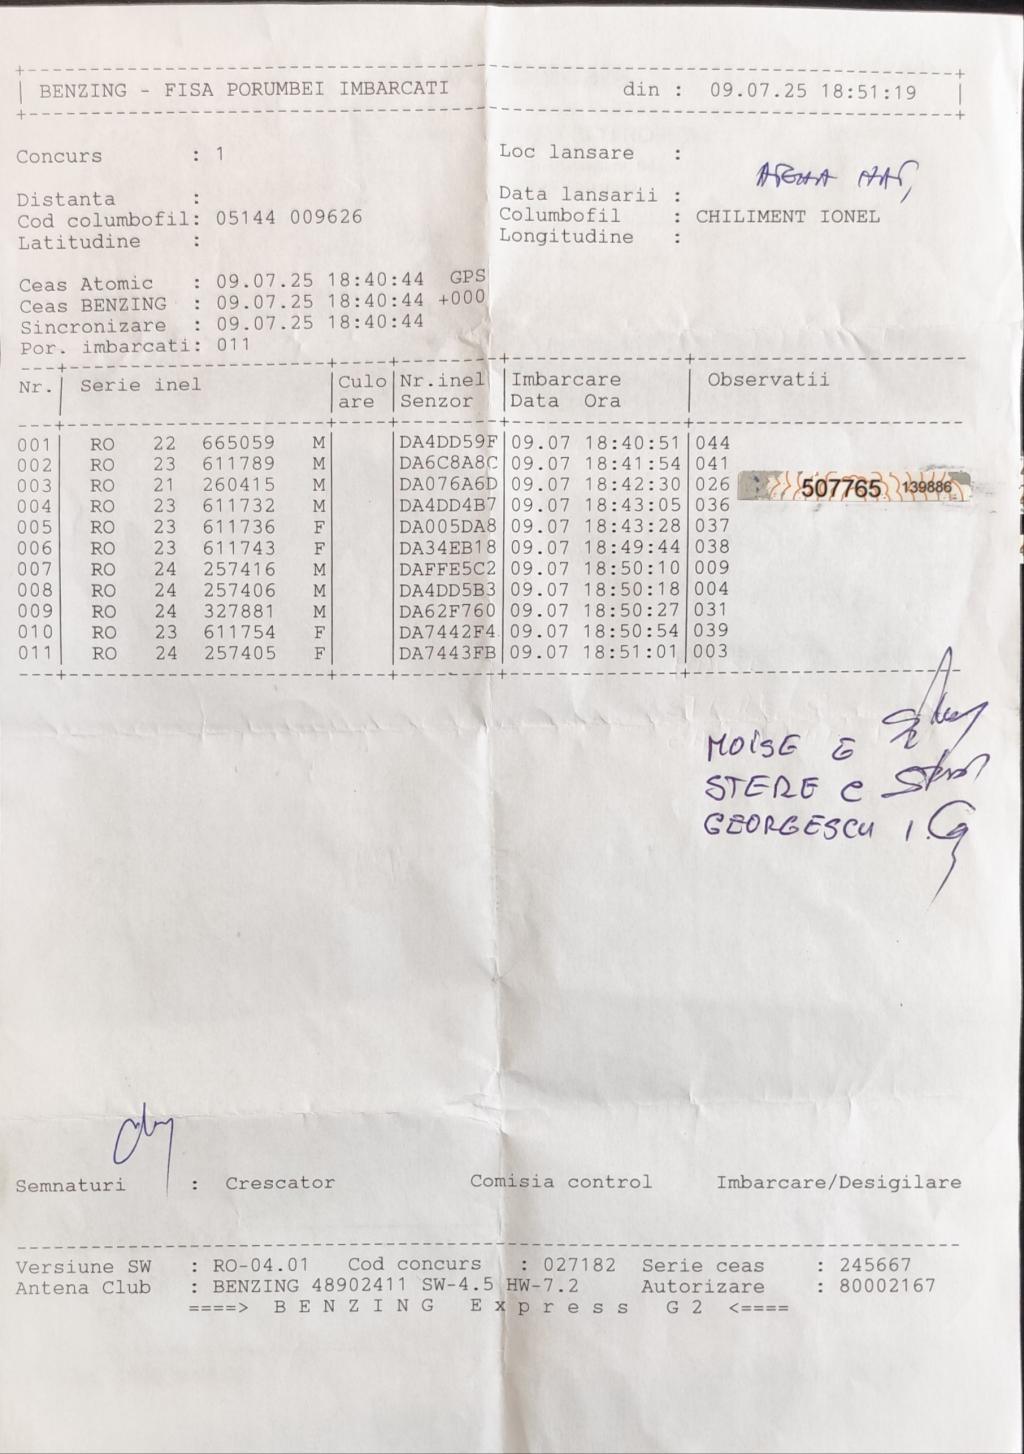 BENZING - FISA PORUMBEI IMBARCATI din : 09.07.25 18:51:19
Concurs : 1 Loc lansare :
Distanta : Data lansarii :
Cod columbofil: 05144 009626 Columbofil : CHILIMENT IONEL
Latitudine : Longitudine :
Ceas Atomic : 09.07.25 18:40:44 GPS
Ceas BENZING : 09.07.25 18:40:44 +000
Sincronizare : 09.07.25 18:40:44
Por. imbarcati: 011
Nr. Serie inel Culo Nr.inel Imbarcare Observatii
are Senzor Data Ora
001 RO 22 665059 M DA4DD59F 09.07 18:40:51 044
002 RO 23 611789 M DA6C8A8C 09.07 18:41:54 041
003 RO 21 260415 M DA076A6D 09.07 18:42:30 026 507765 139886
004 RO 23 611732 M DA4DD4B7 09.07 18:43:05 036
005 RO 23 611736 F DA005DA8 09.07 18:43:28 037
006 RO 23 611743 F DA34EB18 09.07 18:49:44 038
007 RO 24 257416 M DAFFE5C2 09.07 18:50:10 009
008 RO 24 257406 M DA4DD5B3 09.07 18:50:18 004
009 RO 24 327881 M DA62F760 09.07 18:50:27 031
010 RO 23 611754 F DA7442F4 09.07 18:50:54 039
011 RO 24 257405 F DA7443FB 09.07 18:51:01 003
MOISE E
STERE C
GEORGESCU I.
Semnaturi : Crescator Comisia control Imbarcare/Desigilare
Versiune SW : RO-04.01 Cod concurs : 027182 Serie ceas : 245667
Antena Club : BENZING 48902411 SW-4.5 HW-7.2 Autorizare : 80002167
====> B E N Z I N G E x p r e s s G 2 <====